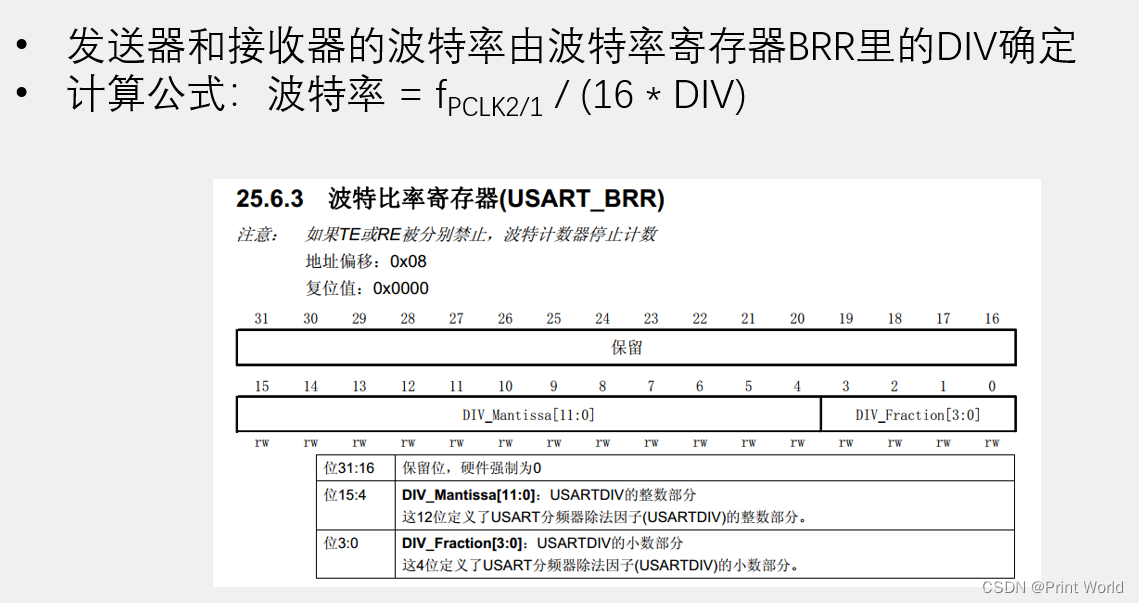 • 发送器和接收器的波特率由波特率寄存器BRR里的DIV确定
• 计算公式：波特率 = fPCLK2/1 / (16 * DIV)
25.6.3 波特比率寄存器(USART_BRR)
注意： 如果TE或RE被分别禁止，波特计数器停止计数
地址偏移：0x08
复位值：0x0000
31 30 29 28 27 26 25 24 23 22 21 20 19 18 17 16
保留
15 14 13 12 11 10 9 8 7 6 5 4 3 2 1 0
DIV_Mantissa[11:0] DIV_Fraction[3:0]
rw rw rw rw rw rw rw rw rw rw rw rw rw rw rw rw
位31:16 保留位，硬件强制为0
位15:4 DIV_Mantissa[11:0]：USARTDIV的整数部分
这12位定义了USART分频器除法因子(USARTDIV)的整数部分。
位3:0 DIV_Fraction[3:0]：USARTDIV的小数部分
这4位定义了USART分频器除法因子(USARTDIV)的小数部分。
CSDN @Print World